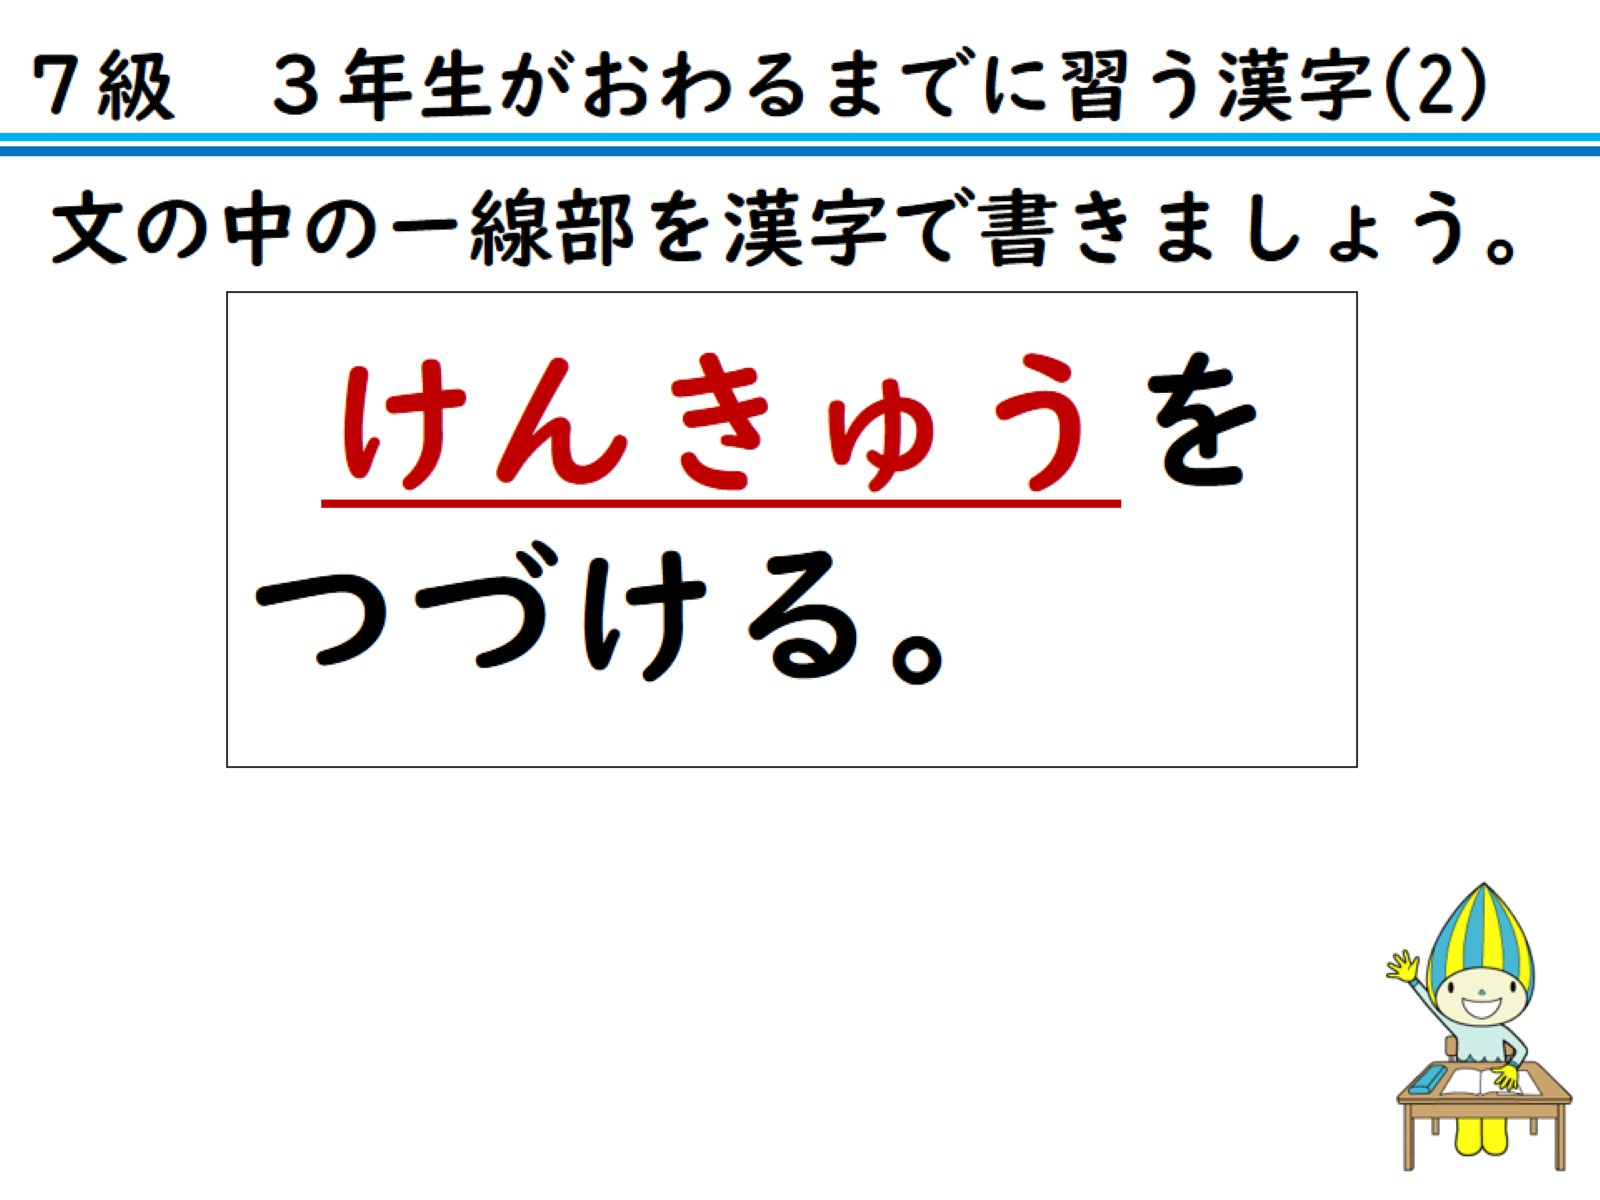 ７級　３年生がおわるまでに習う漢字(2)
文の中の－線部を漢字で書きましょう。
けんきゅうを
つづける。